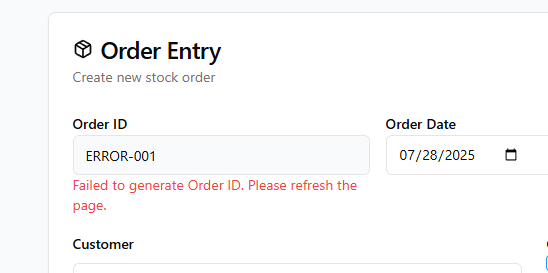 Order Entry
Create new stock order
Order ID
Order Date
ERROR-001
07/28/2025
Failed to generate Order ID. Please refresh the
page.
Customer